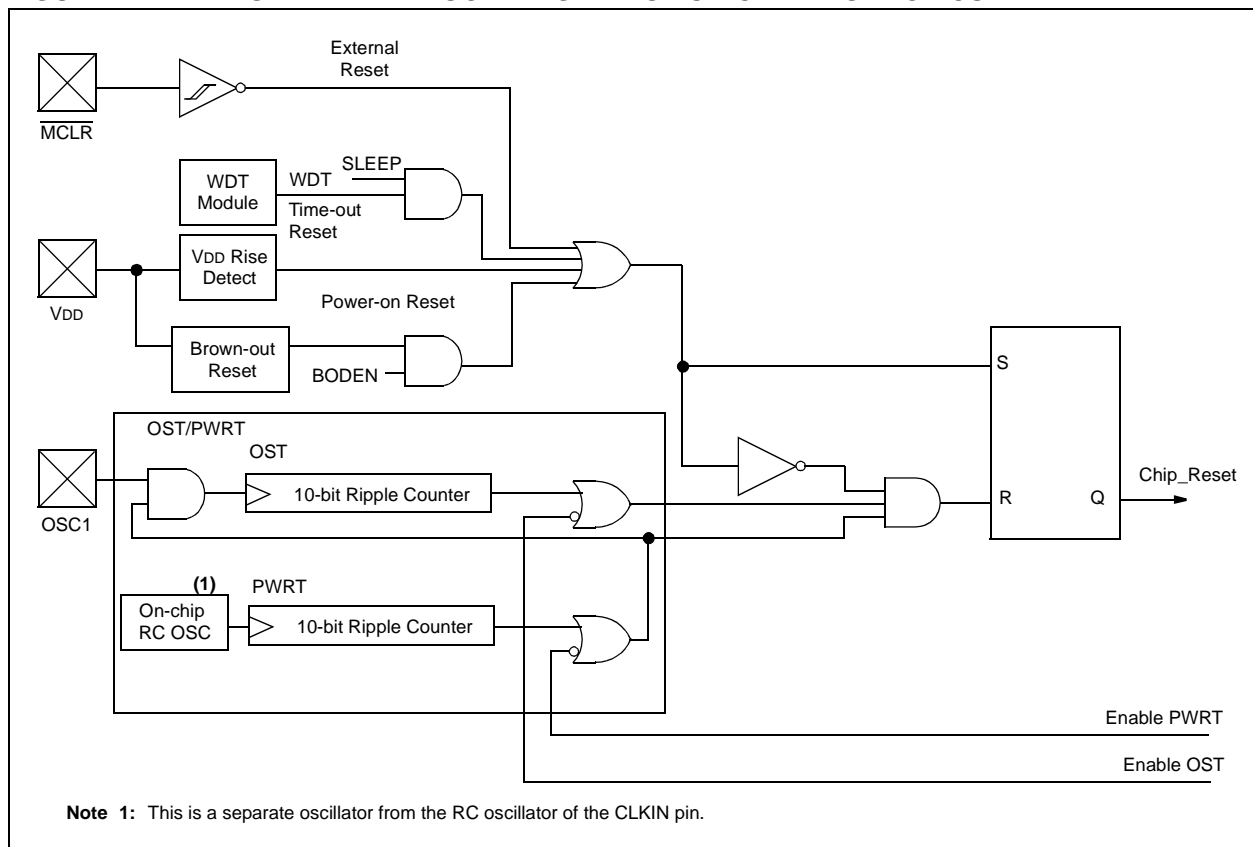 External
Reset
MCLR
SLEEP
WDT
Module
WDT
Time-out
Reset
VDD Rise
Detect
VDD
Power-on Reset
Brown-out
Reset
BODEN
S
OST/PWRT
OST
10-bit Ripple Counter
OSC1
Chip_Reset
R
Q
(1)
On-chip
RC OSC
PWRT
10-bit Ripple Counter
Enable PWRT
Enable OST
Note 1: This is a separate oscillator from the RC oscillator of the CLKIN pin.